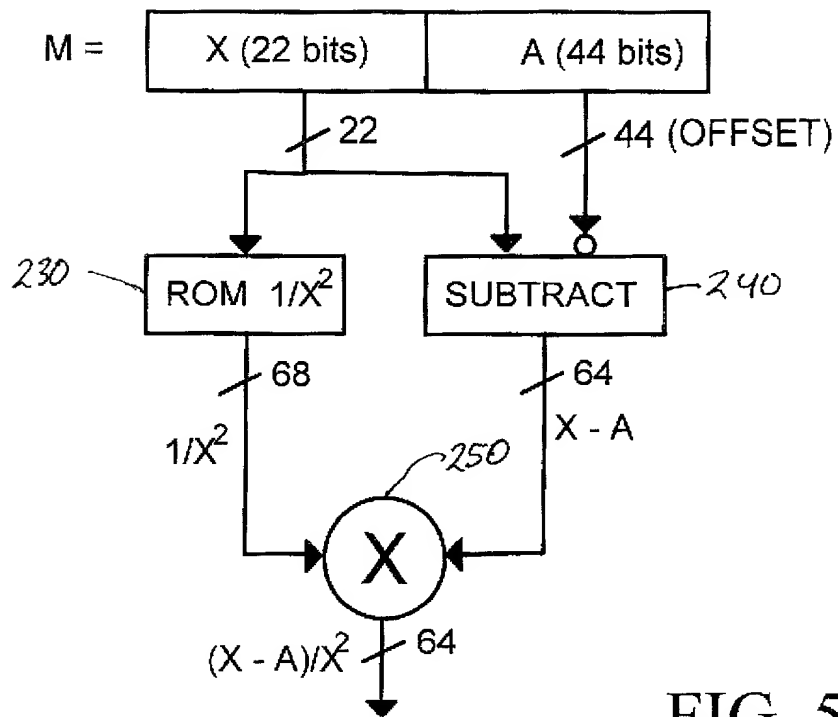 M = X (22 bits) A (44 bits)
22
44 (OFFSET)
230
ROM 1/X²
SUBTRACT
240
68
64
1/X²
X - A
250
X
(X - A)/X²
64
FIG. 5